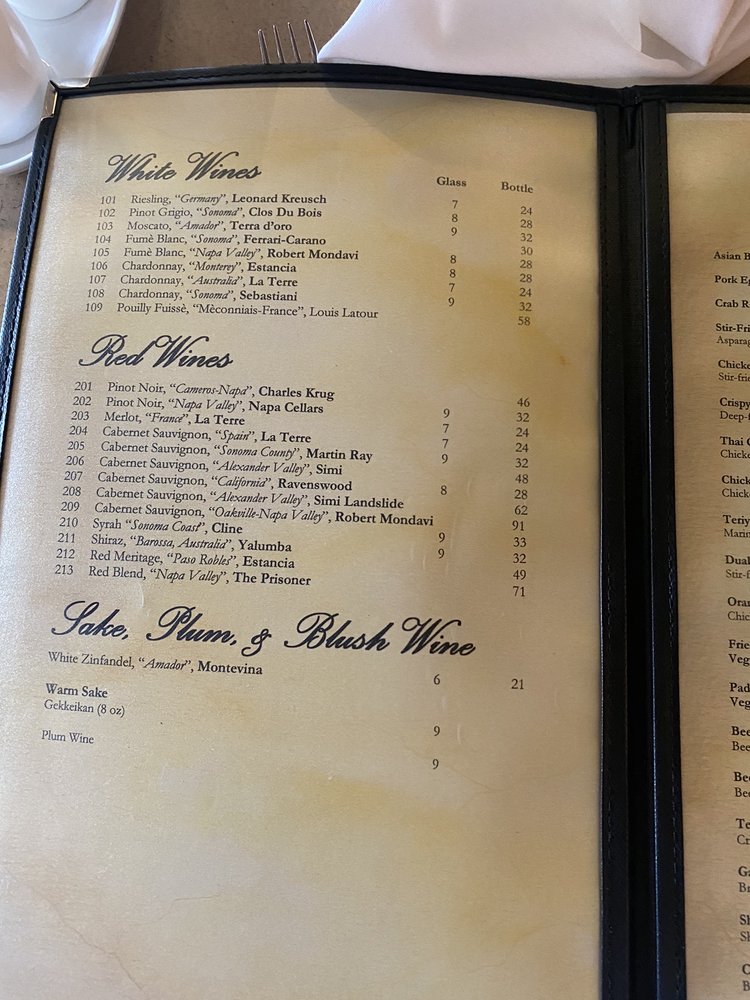 White Wines
Glass Bottle
101 Riesling, “Germany”, Leonard Kreusch 7 24
102 Pinot Grigio, “Sonoma”, Clos Du Bois 8 28
103 Moscato, “Amador”, Terra d’oro 9 32
104 Fumè Blanc, “Sonoma”, Ferrari-Carano 30
105 Fumè Blanc, “Napa Valley”, Robert Mondavi 8 28
106 Chardonnay, “Monterey”, Estancia 8 28
107 Chardonnay, “Australia”, La Terre 7 24
108 Chardonnay, “Sonoma”, Sebastiani 9 32
109 Pouilly Fuissè, “Mèconniais-France”, Louis Latour 58
Red Wines
201 Pinot Noir, “Carneros-Napa”, Charles Krug 46
202 Pinot Noir, “Napa Valley”, Napa Cellars 9 32
203 Merlot, “France”, La Terre 7 24
204 Cabernet Sauvignon, “Spain”, La Terre 7 24
205 Cabernet Sauvignon, “Sonoma County”, Martin Ray 9 32
206 Cabernet Sauvignon, “Alexander Valley”, Simi 48
207 Cabernet Sauvignon, “California”, Ravenswood 8 28
208 Cabernet Sauvignon, “Alexander Valley”, Simi Landslide 62
209 Cabernet Sauvignon, “Oakville-Napa Valley”, Robert Mondavi 91
210 Syrah “Sonoma Coast”, Cline 9 33
211 Shiraz, “Barossa, Australia”, Yalumba 9 32
212 Red Meritage, “Paso Robles”, Estancia 49
213 Red Blend, “Napa Valley”, The Prisoner 71
Sake, Plum, & Blush Wine
White Zinfandel, “Amador”, Montevina 6 21
Warm Sake
Gekkeikan (8 oz) 9
Plum Wine 9
Asian
Pork
Crab
Crispy
Thai